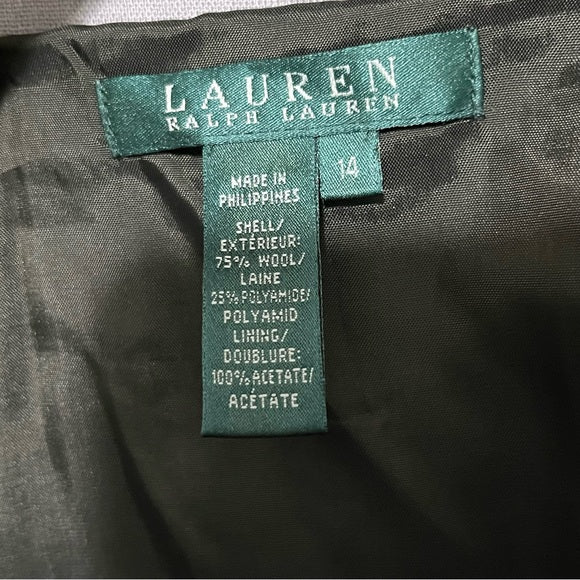 LAUREN
RALPH LAUREN
14
MADE IN
PHILIPPINES
SHELL/
EXTÉRIEUR:
75% WOOL/
LAINE
25% POLYAMIDE/
POLYAMID
LINING/
DOUBLURE:
100% ACETATE/
ACÉTATE